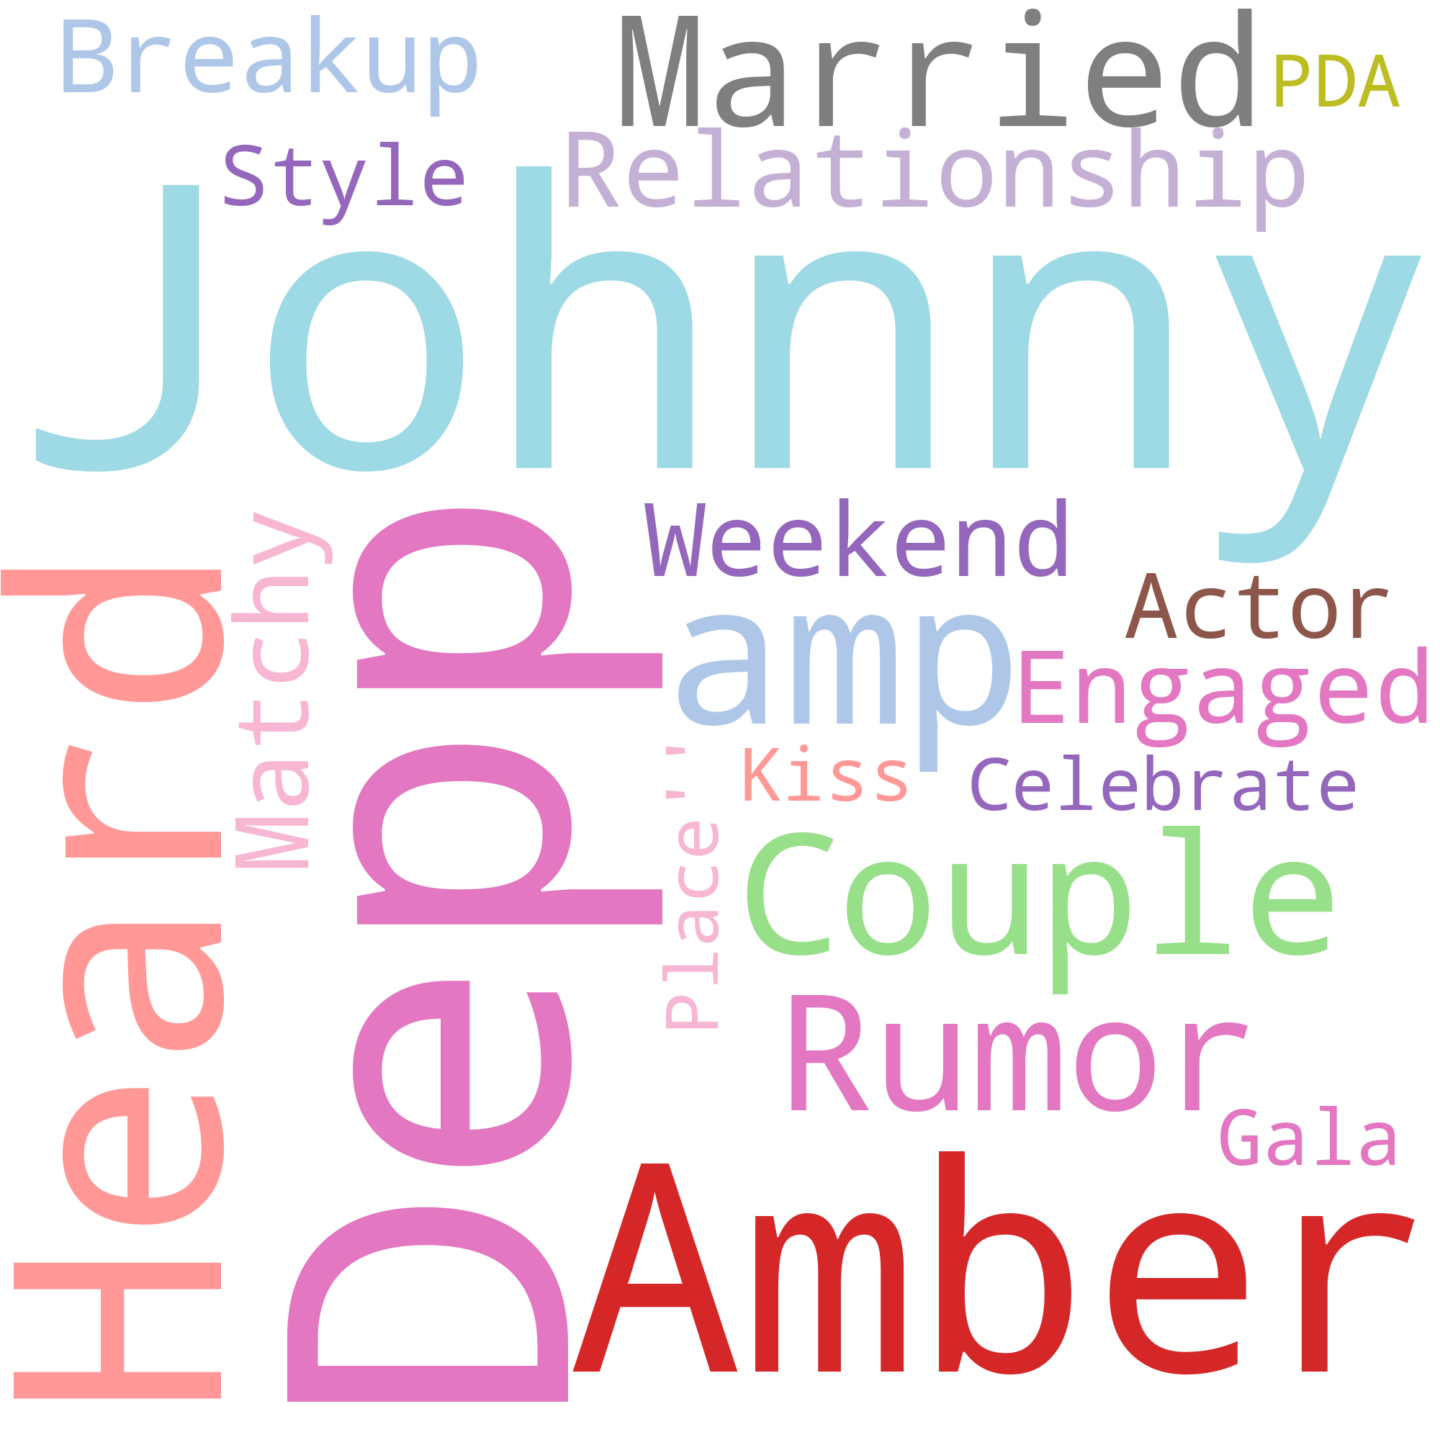 Breakup
Married
PDA
Style
Relationship
Johnny
Heard
Matchy
Depp
Weekend
amp
Actor
Engaged
Kiss
Celebrate
Place''
Couple
Rumor
Gala
Amber